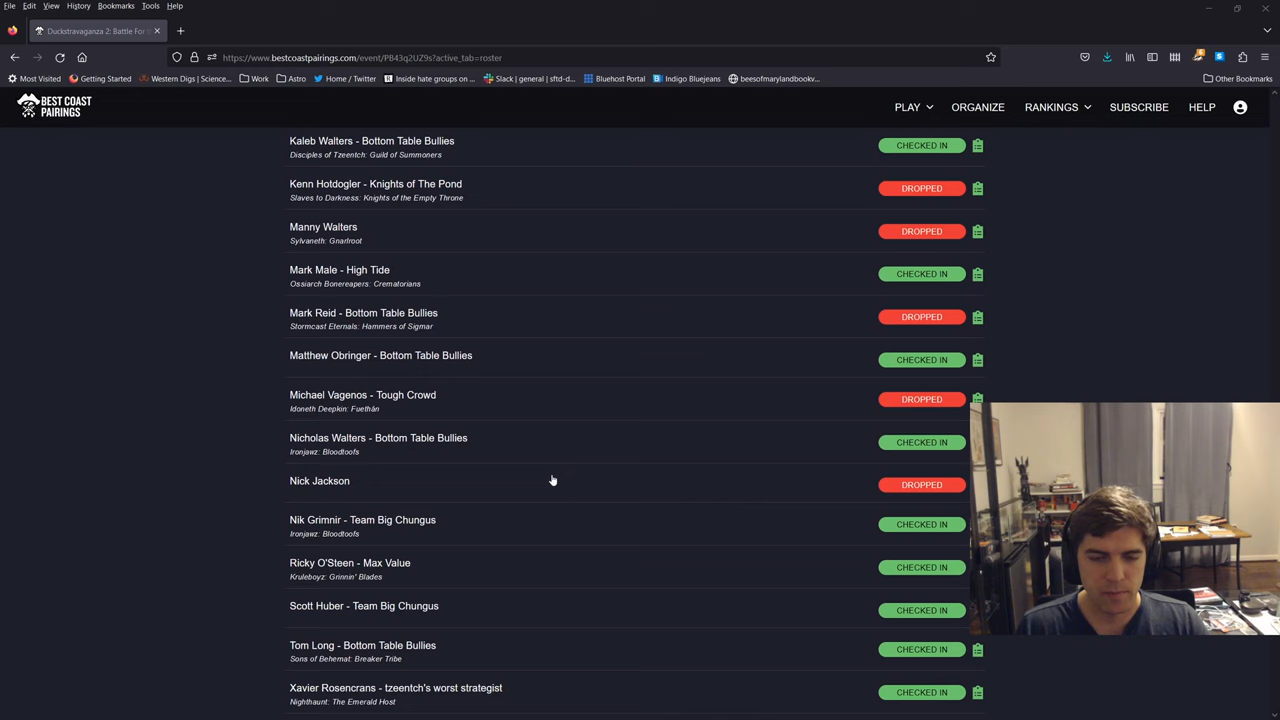 File Edit View History Bookmarks Tools Help
Duckstravaganza 2: Battle For
https://www.bestcoastpairings.com/event/PB43q2UZ9s?active_tab=roster
Most Visited Getting Started Western Digs | Science... Work Astro Home / Twitter Inside hate groups on ... Slack | general | sftd-d... Bluehost Portal Indigo Bluejeans beesofmarylandbookw... Other Bookmarks
BEST COAST
PAIRINGS
PLAY ORGANIZE RANKINGS SUBSCRIBE HELP
Kaleb Walters - Bottom Table Bullies CHECKED IN
Disciples of Tzeentch: Guild of Summoners
Kenn Hotdogler - Knights of The Pond DROPPED
Slaves to Darkness: Knights of the Empty Throne
Manny Walters DROPPED
Sylvaneth: Gnarlroot
Mark Male - High Tide CHECKED IN
Ossiarch Bonereapers: Crematorians
Mark Reid - Bottom Table Bullies DROPPED
Stormcast Eternals: Hammers of Sigmar
Matthew Obringer - Bottom Table Bullies CHECKED IN
Michael Vagenos - Tough Crowd DROPPED
Idoneth Deepkin: Fuethán
Nicholas Walters - Bottom Table Bullies CHECKED IN
Ironjawz: Bloodtoofs
Nick Jackson DROPPED
Nik Grimnir - Team Big Chungus CHECKED IN
Ironjawz: Bloodtoofs
Ricky O'Steen - Max Value CHECKED IN
Kruleboyz: Grinnin' Blades
Scott Huber - Team Big Chungus CHECKED IN
Tom Long - Bottom Table Bullies CHECKED IN
Sons of Behemat: Breaker Tribe
Xavier Rosencrans - tzeentch's worst strategist CHECKED IN
Nighthaunt: The Emerald Host